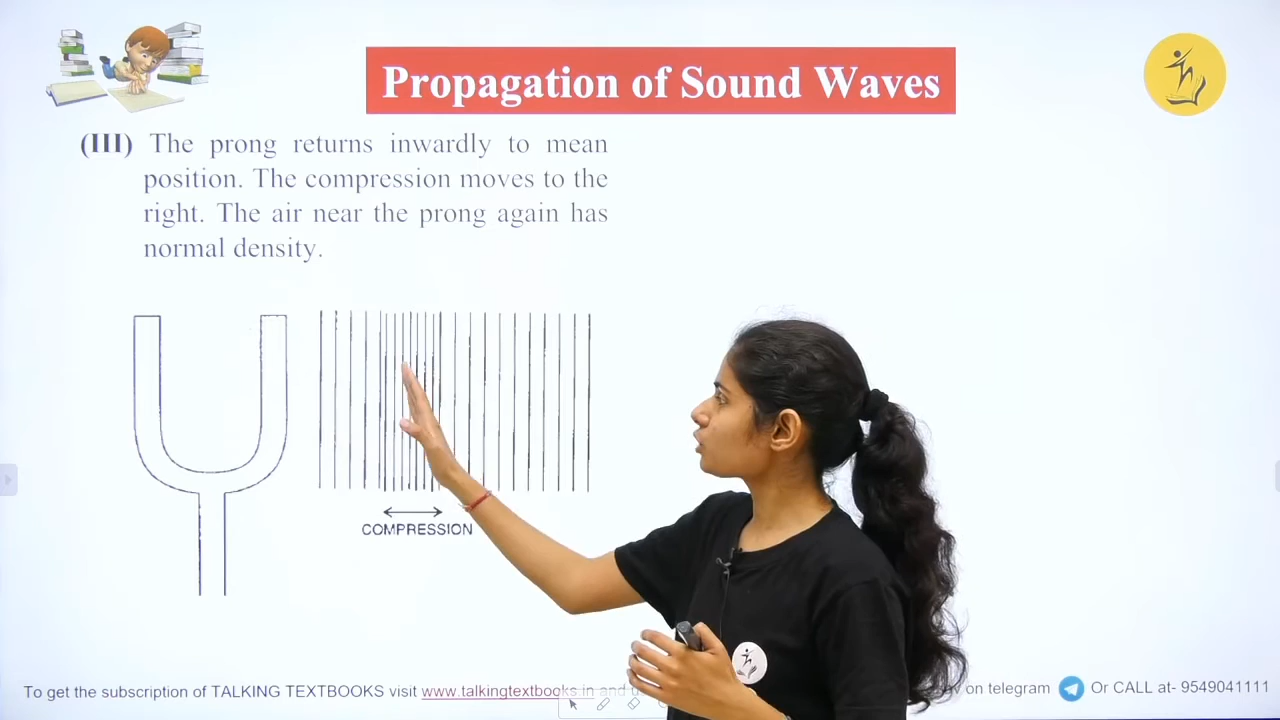 Propagation of Sound Waves
(III) The prong returns inwardly to mean
position. The compression moves to the
right. The air near the prong again has
normal density.
COMPRESSION
To get the subscription of TALKING TEXTBOOKS visit www.talkingtextbooks.in and on telegram Or CALL at- 9549041111